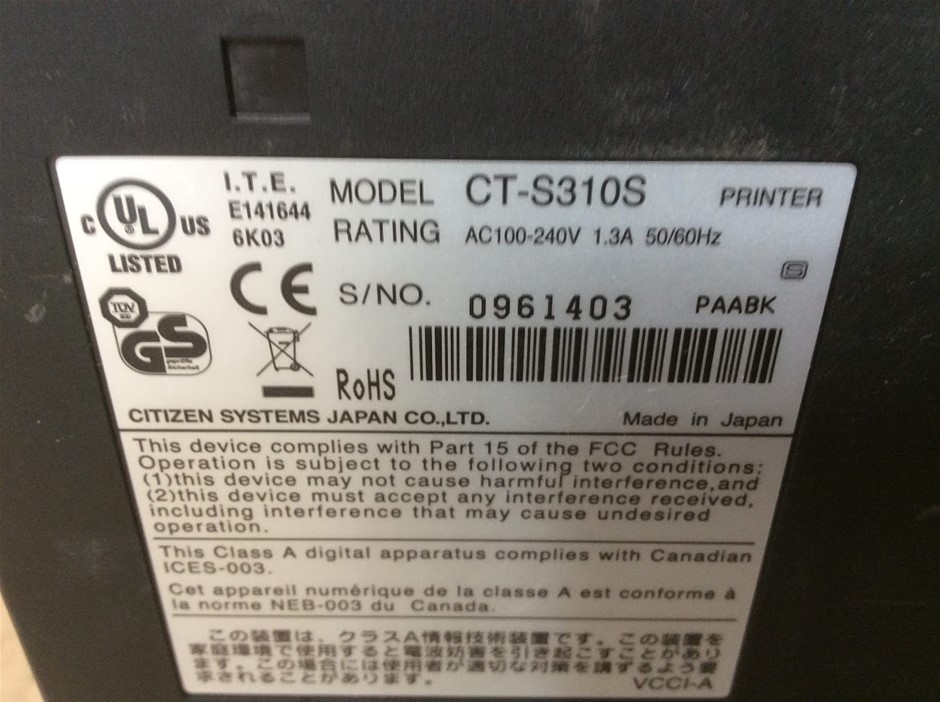 I.T.E.
E141644
6K03
C UL US
LISTED
MODEL CT-S310S PRINTER
RATING AC100-240V 1.3A 50/60Hz
S
TÜV
GS
geprüfte
Sicherheit
CE
S/NO. 0961403 PAABK
RoHS
CITIZEN SYSTEMS JAPAN CO.,LTD. Made in Japan
This device complies with Part 15 of the FCC Rules.
Operation is subject to the following two conditions:
(1)this device may not cause harmful interference,and
(2)this device must accept any interference received,
including interference that may cause undesired
operation.
This Class A digital apparatus complies with Canadian
ICES-003.
Cet appareil numérique de la classe A est conforme à
la norme NEB-003 du Canada.
この装置は、クラスA情報技術装置です。この装置を
家庭環境で使用すると電波妨害を引き起こすことがあり
ます。この場合には使用者が適切な対策を講ずるよう要
求されることがあります。
VCCI-A